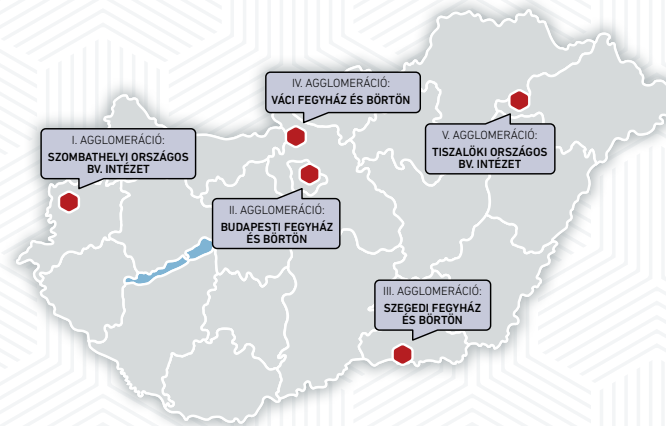 IV. AGGLOMERÁCIÓ:
VÁCI FEGYHÁZ ÉS BÖRTÖN
I. AGGLOMERÁCIÓ:
SZOMBATHELYI ORSZÁGOS
BV. INTÉZET
V. AGGLOMERÁCIÓ:
TISZALÖKI ORSZÁGOS
BV. INTÉZET
II. AGGLOMERÁCIÓ:
BUDAPESTI FEGYHÁZ
ÉS BÖRTÖN
III. AGGLOMERÁCIÓ:
SZEGEDI FEGYHÁZ
ÉS BÖRTÖN